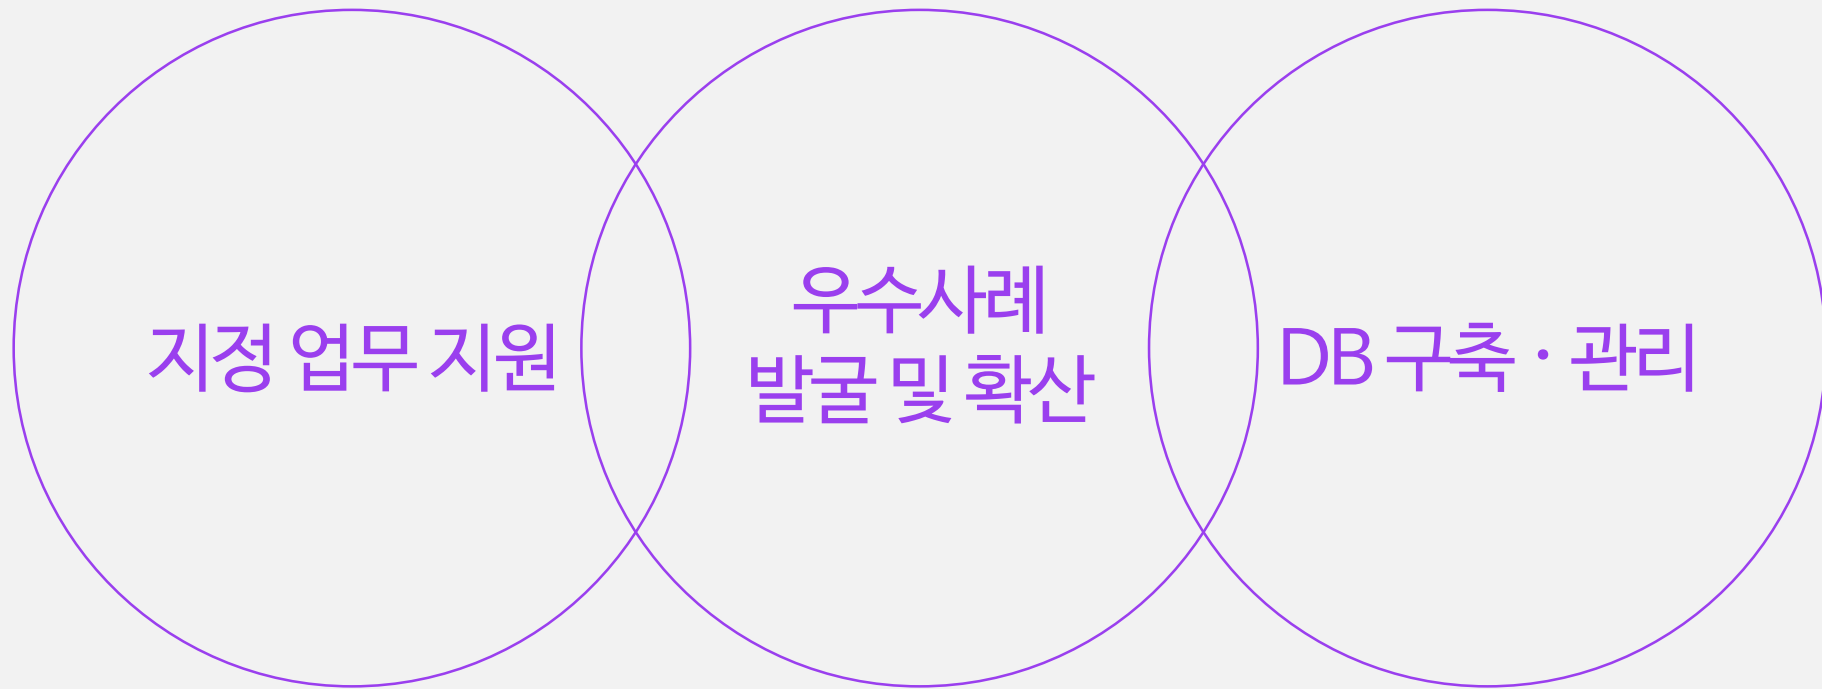 지정 업무 지원
우수사례
발굴 및 확산
DB 구축 · 관리